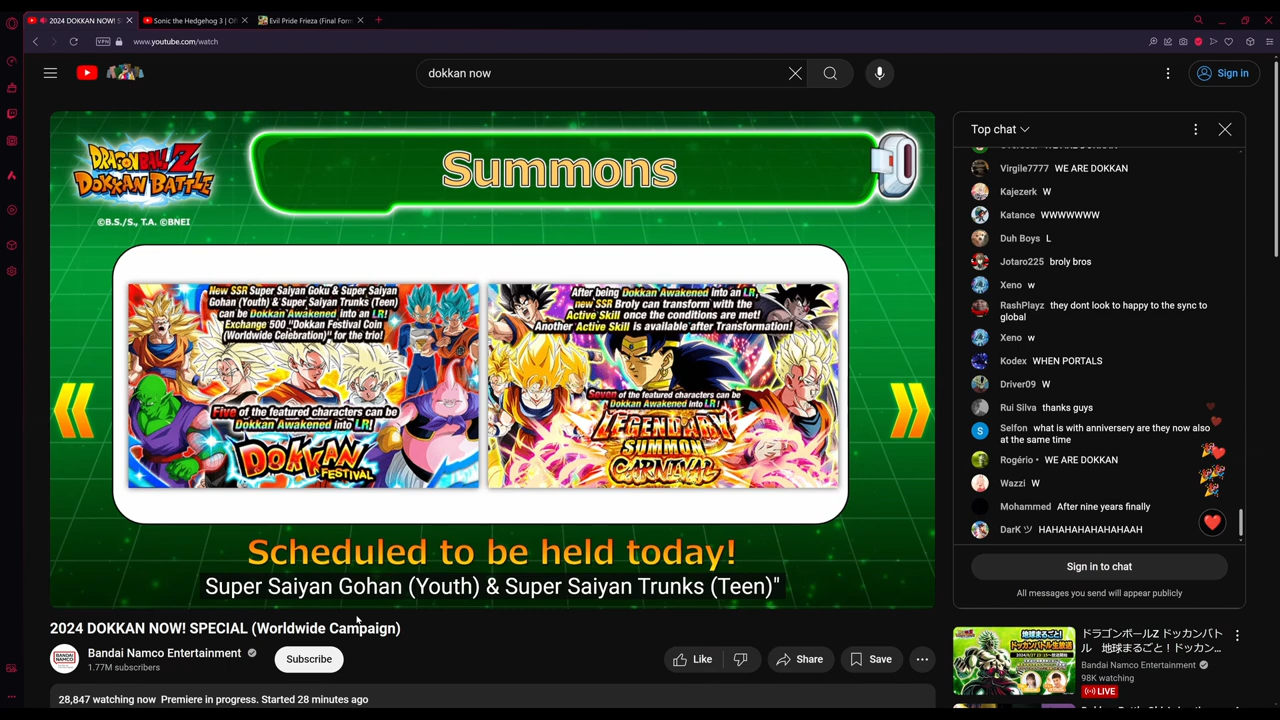 2024 DOKKAN NOW! S
Sonic the Hedgehog 3 | Of
Evil Pride Frieza (Final Form
VPN
www.youtube.com/watch
dokkan now
Sign in
DRAGON BALL Z
DOKKAN BATTLE
©B.S./S., T.A. ©BNEI
Summons
New SSR Super Saiyan Goku & Super Saiyan
Gohan (Youth) & Super Saiyan Trunks (Teen)
can be Dokkan Awakened into an LR!
Exchange 500 "Dokkan Festival Coin
(Worldwide Celebration)" for the trio!
Five of the featured characters can be
Dokkan Awakened into LR!
DOKKAN
FESTIVAL
After being Dokkan Awakened into an LR,
new SSR Broly can transform with the
Active Skill once the conditions are met!
Another Active Skill is available after Transformation!
Seven of the featured characters can be
Dokkan Awakened into LR!
LEGENDARY
SUMMON
CARNIVAL
Scheduled to be held today!
Super Saiyan Gohan (Youth) & Super Saiyan Trunks (Teen)"
2024 DOKKAN NOW! SPECIAL (Worldwide Campaign)
Bandai Namco Entertainment
1.77M subscribers
Subscribe
Like
Share
Save
28,847 watching now Premiere in progress. Started 28 minutes ago
Top chat
Virgile7777 WE ARE DOKKAN
Kajezerk W
Katance WWWWWWW
Duh Boys L
Jotaro225 broly bros
Xeno w
RashPlayz they dont look to happy to the sync to
global
Xeno w
Kodex WHEN PORTALS
Driver09 W
Rui Silva thanks guys
Selfon what is with anniversery are they now also
at the same time
Rogério • WE ARE DOKKAN
Wazzi W
Mohammed After nine years finally
DarK ツ HAHAHAHAHAHAAH
Sign in to chat
All messages you send will appear publicly
ドラゴンボールZ ドッカンバト
ル 地球まるごと！ドッカン...
Bandai Namco Entertainment
98K watching
LIVE